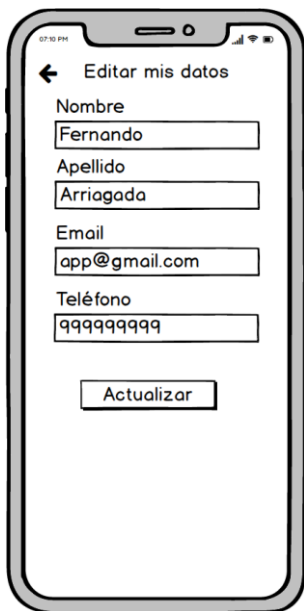 07:10 PM
Editar mis datos
Nombre
Fernando
Apellido
Arriagada
Email
app@gmail.com
Teléfono
999999999
Actualizar